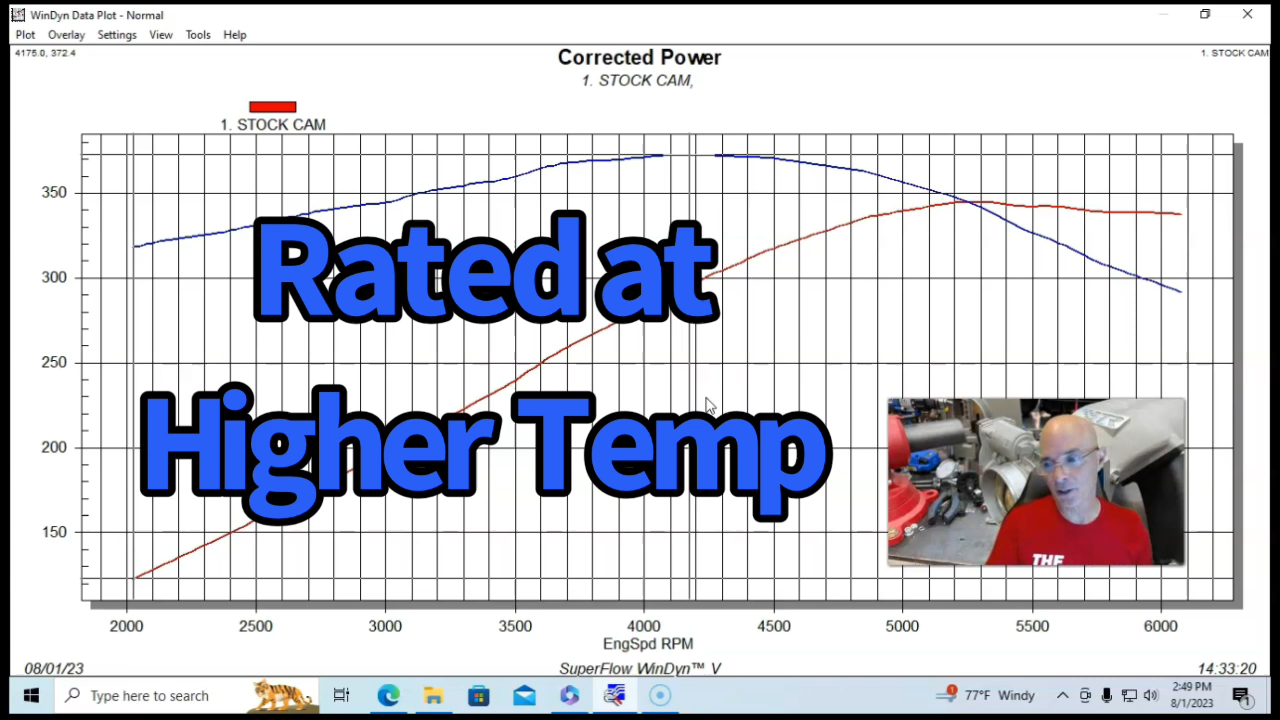 WinDyn Data Plot - Normal
Plot Overlay Settings View Tools Help
4175.0, 372.4
Corrected Power
1. STOCK CAM
1. STOCK CAM,
1. STOCK CAM
350
300
250
200
150
Rated at
Higher Temp
THE
2000 2500 3000 3500 4000 4500 5000 5500 6000
EngSpd RPM
08/01/23 SuperFlow WinDyn™ V 14:33:20
Type here to search
1
77°F Windy
2:49 PM
8/1/2023
1